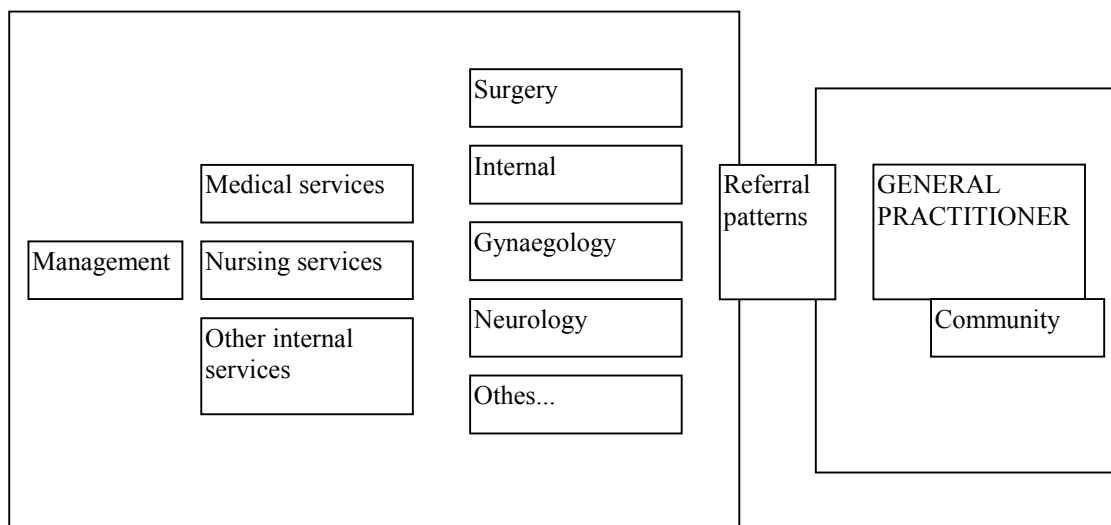 Management
Medical services
Nursing services
Other internal
services
Surgery
Internal
Gynaegology
Neurology
Othes...
Referral
patterns
GENERAL
PRACTITIONER
Community